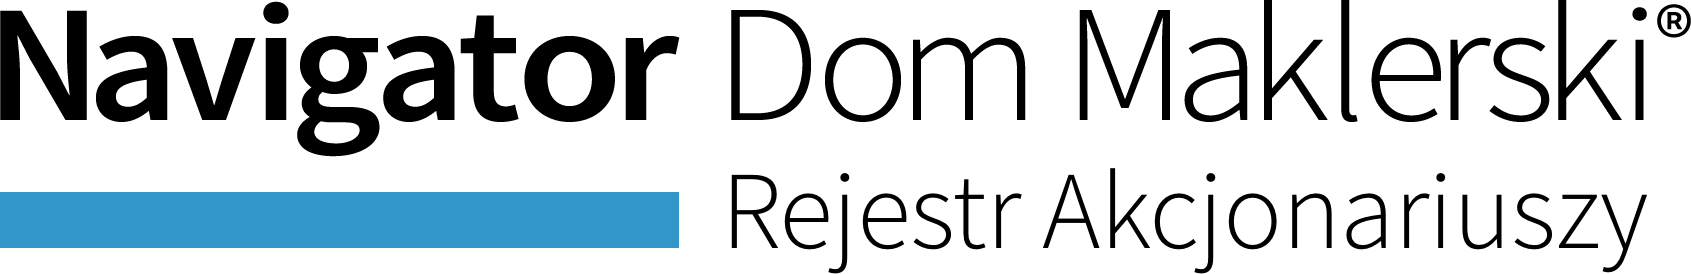 Navigator Dom Maklerski®
Rejestr Akcjonariuszy